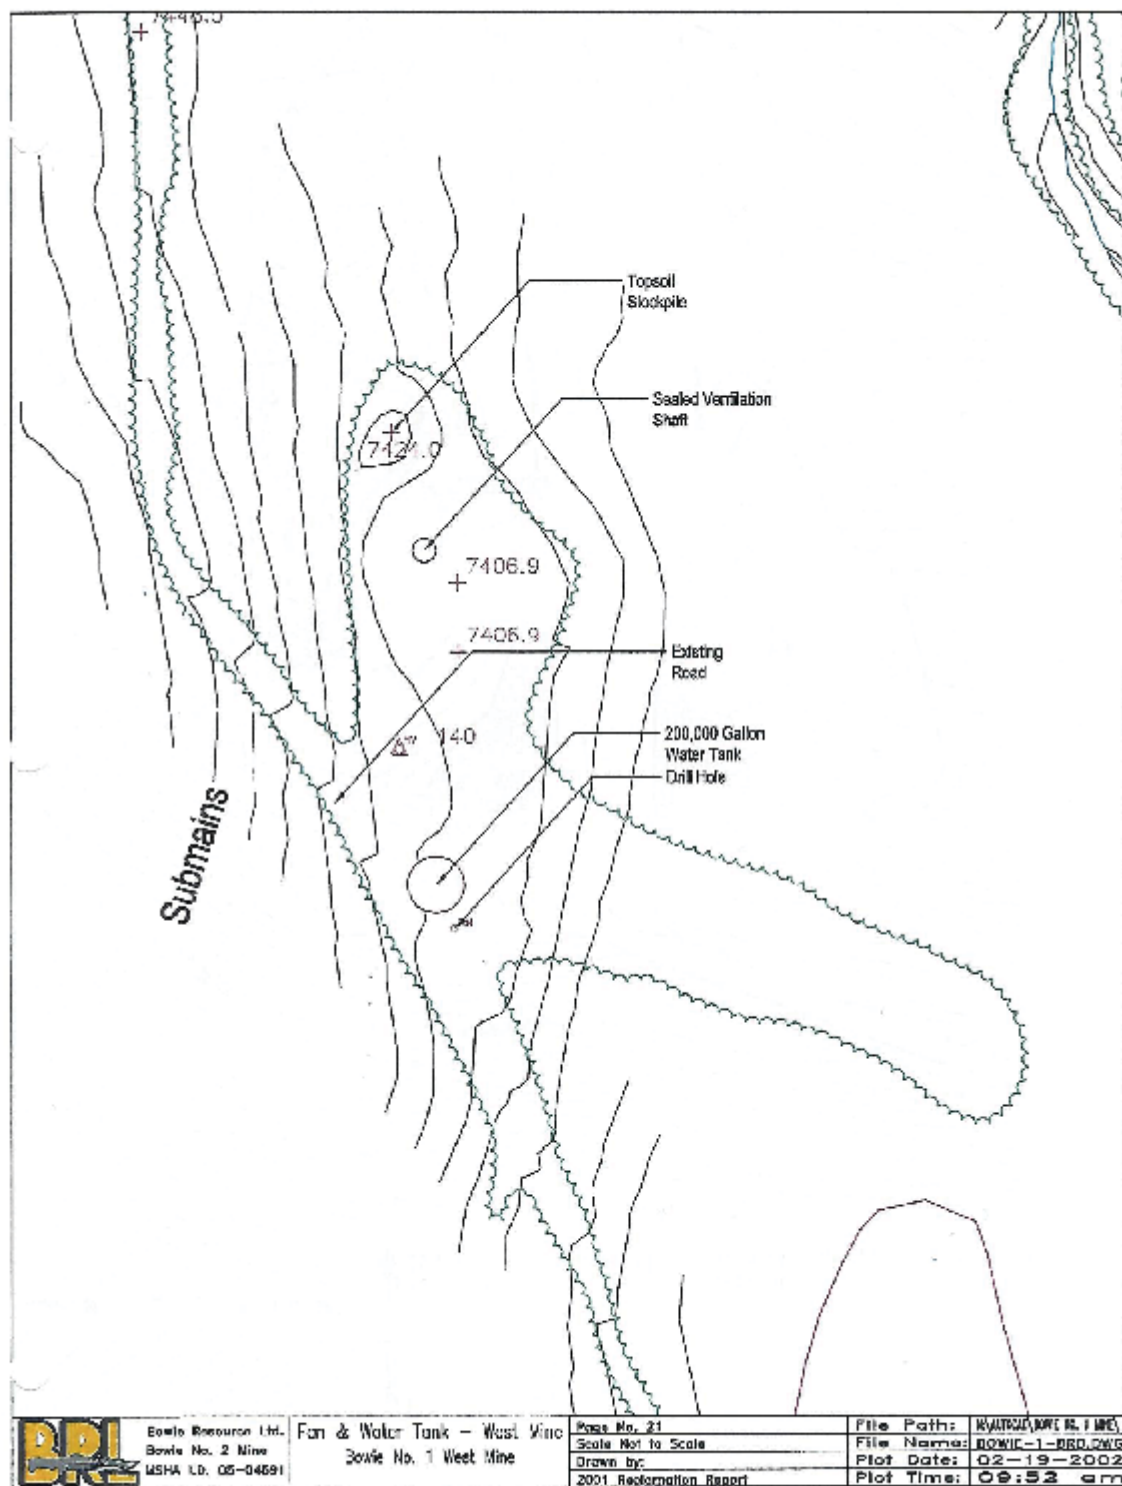 7448.0
Topsoil
Stockpile
Sealed Ventilation
Shaft
7424.0
7406.9
7406.9
Existing
Road
140
200,000 Gallon
Water Tank
Drill Hole
Submains
BRL
Bowie Resource Ltd.
Bowie No. 2 Mine
MSHA I.D. 05-04591
Fan & Water Tank - West Mine
Bowie No. 1 West Mine
Page No. 21
Scale Not to Scale
Drawn by:
2001 Reclamation Report
File Path:
File Name: BOWIE-1-BRD.DWG
Plot Date: 02-19-2002
Plot Time: 09:52 am